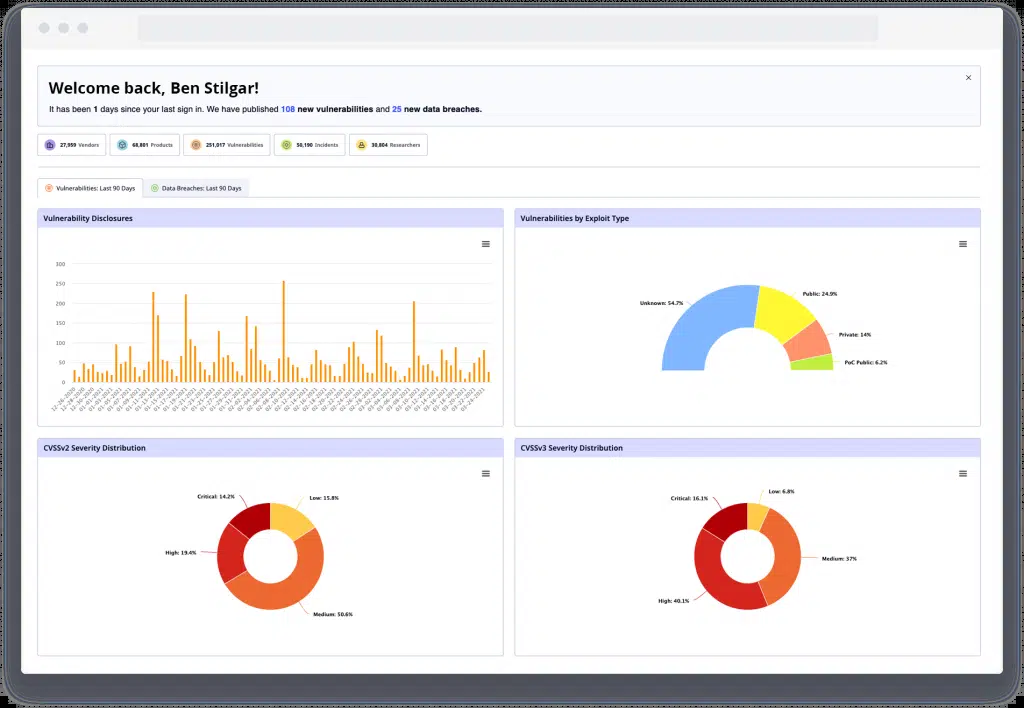 Welcome back, Ben Stilgar!
It has been 1 days since your last sign in. We have published 108 new vulnerabilities and 25 new data breaches.
27,959 Vendors
68,801 Products
251,017 Vulnerabilities
50,190 Incidents
30,804 Researchers
Vulnerabilities: Last 90 Days
Data Breaches: Last 90 Days
Vulnerability Disclosures
300
250
200
150
100
50
0
Vulnerabilities by Exploit Type
Unknown: 54.7%
Public: 24.9%
Private: 14%
PoC Public: 6.2%
CVSSv2 Severity Distribution
Critical: 14.2%
Low: 15.8%
High: 19.4%
Medium: 50.6%
CVSSv3 Severity Distribution
Critical: 16.1%
Low: 6.8%
Medium: 37%
High: 40.1%